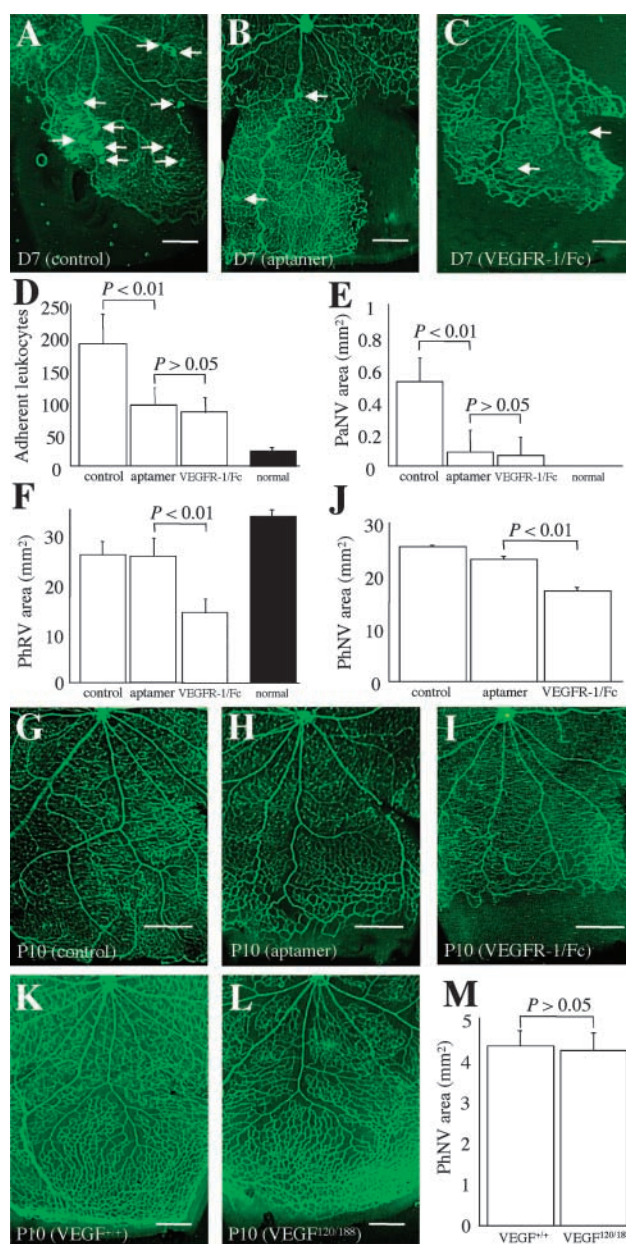 A
B
C
D7 (control)
D7 (aptamer)
D7 (VEGFR-1/Fc)
D
Adherent leukocytes
250
200
150
100
50
0
P < 0.01
P > 0.05
control aptamer VEGFR-1/Fc normal
E
PaNV area (mm²)
1
0.8
0.6
0.4
0.2
0
P < 0.01
P > 0.05
control aptamer VEGFR-1/Fc normal
F
PhRV area (mm²)
30
20
10
0
P < 0.01
control aptamer VEGFR-1/Fc normal
J
PhNV area (mm²)
30
20
10
0
P < 0.01
control aptamer VEGFR-1/Fc
G
H
I
P10 (control)
P10 (aptamer)
P10 (VEGFR-1/Fc)
K
L
P10 (VEGF+/+)
P10 (VEGF120/188)
M
PhNV area (mm²)
5
4
3
2
1
0
P > 0.05
VEGF+/+